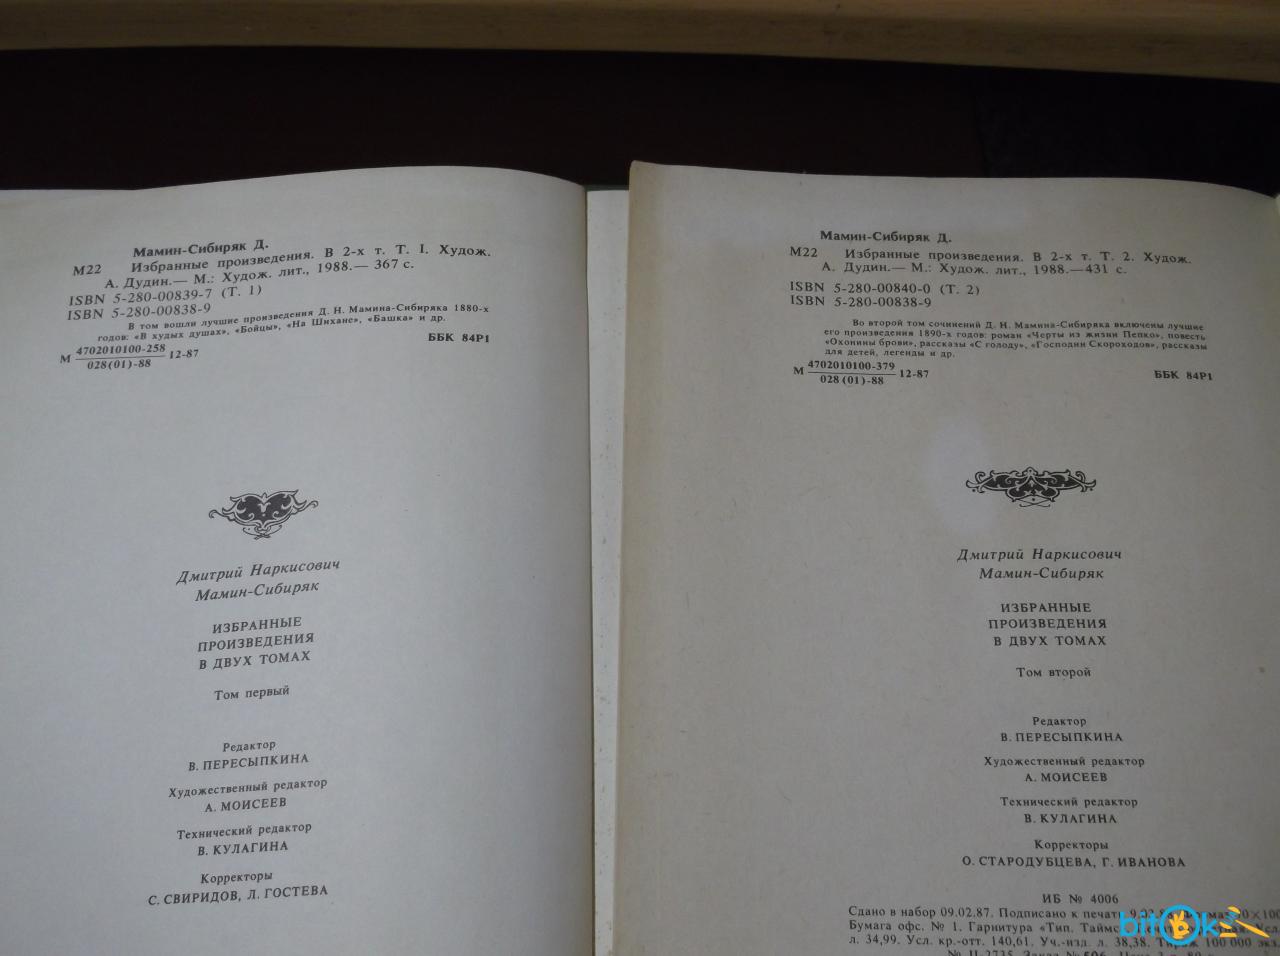 Мамин-Сибиряк Д.
М22 Избранные произведения. В 2-х т. Т. 1. Худож.
А. Дудин.— М.: Худож. лит., 1988.— 367 с.
ISBN 5-280-00839-7 (Т. 1)
ISBN 5-280-00838-9
В том вошли лучшие произведения Д. Н. Мамина-Сибиряка 1880-х
годов: «В худых душах», «Бойцы», «На Шихане», «Башка» и др.
М 4702010100-258 12-87
028(01)-88
ББК 84Р1
Дмитрий Наркисович
Мамин-Сибиряк
ИЗБРАННЫЕ
ПРОИЗВЕДЕНИЯ
В ДВУХ ТОМАХ
Том первый
Редактор
В. ПЕРЕСЫПКИНА
Художественный редактор
А. МОИСЕЕВ
Технический редактор
В. КУЛАГИНА
Корректоры
С. СВИРИДОВ, Л. ГОСТЕВА
Мамин-Сибиряк Д.
М22 Избранные произведения. В 2-х т. Т. 2. Худож.
А. Дудин.— М.: Худож. лит., 1988.—431 с.
ISBN 5-280-00840-0 (Т. 2)
ISBN 5-280-00838-9
Во второй том сочинений Д. Н. Мамина-Сибиряка включены лучшие
его произведения 1890-х годов: роман «Черты из жизни Пепко», повесть
«Охонины брови», рассказы «С голоду», «Господин Скороходов», рассказы
для детей, легенды и др.
М 4702010100-379 12-87
028(01)-88
ББК 84Р1
Дмитрий Наркисович
Мамин-Сибиряк
ИЗБРАННЫЕ
ПРОИЗВЕДЕНИЯ
В ДВУХ ТОМАХ
Том второй
Редактор
В. ПЕРЕСЫПКИНА
Художественный редактор
А. МОИСЕЕВ
Технический редактор
В. КУЛАГИНА
Корректоры
О. СТАРОДУБЦЕВА, Г. ИВАНОВА
ИБ № 4006
Сдано в набор 09.02.87. Подписано к печати
Бумага офс. № 1. Гарнитура «Тип. Таймс
л. 34,99. Усл. кр.-отт. 140,61. Уч.-изд. л. 38,38. Тираж 100 000 экз.
bitOk